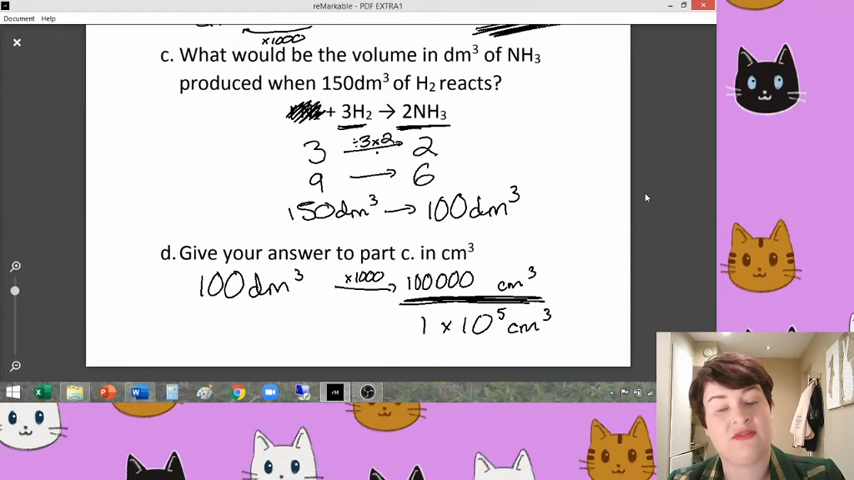 reMarkable - PDF EXTRA1
Document Help
×1000
c. What would be the volume in dm³ of NH₃
produced when 150dm³ of H₂ reacts?
+ 3H₂ → 2NH₃
3 ÷3×2 → 2
9 → 6
150dm³ → 100dm³
d. Give your answer to part c. in cm³
100dm³ ×1000 → 100000 cm³
1 × 10⁵ cm³